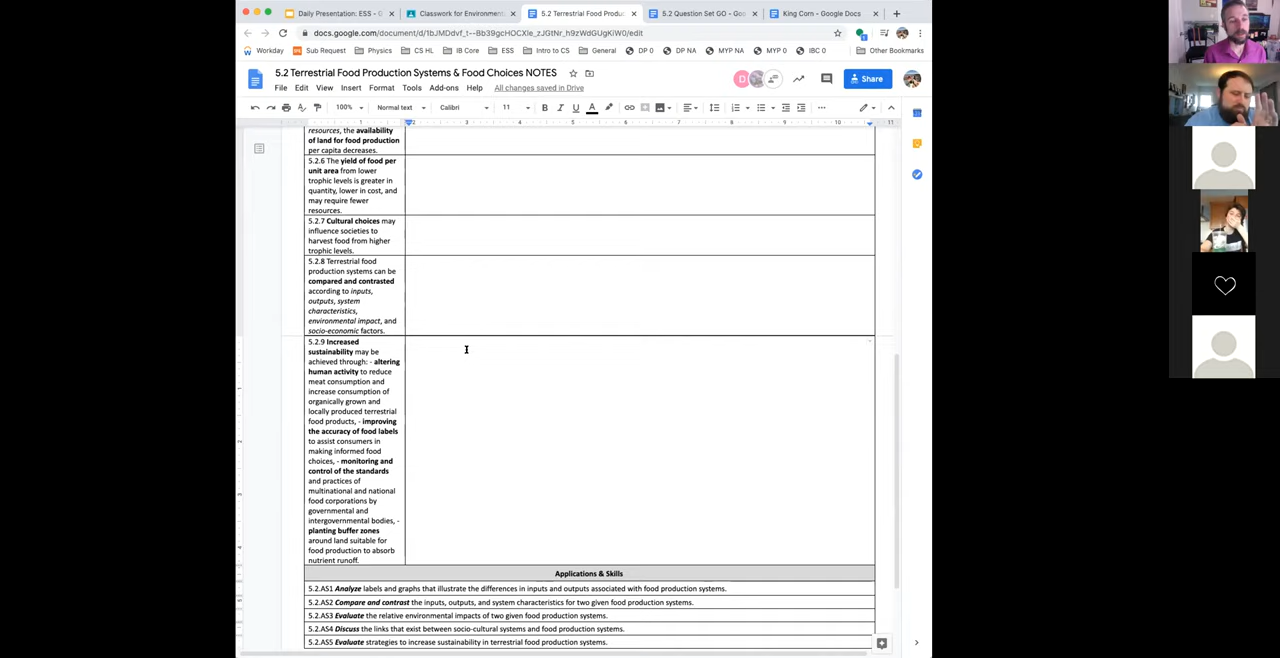 Daily Presentation: ESS - G
Classwork for Environmen
5.2 Terrestrial Food Produc
5.2 Question Set GO - Goo
King Corn - Google Docs
docs.google.com/document/d/1bJMDdvf_t--Bb39gcHOCXle_zJGtNr_h9zWdGUgKiW0/edit
Workday
Sub Request
Physics
CS HL
IB Core
ESS
Intro to CS
General
DP 0
DP NA
MYP NA
MYP 0
IBC 0
Other Bookmarks
5.2 Terrestrial Food Production Systems & Food Choices NOTES
File Edit View Insert Format Tools Add-ons Help All changes saved in Drive
D
Share
100%
Normal text
Calibri
11
B I U A
1 2 3 4 5 6 7 8 9 10 11
resources, the availability
of land for food production
per capita decreases.
5.2.6 The yield of food per
unit area from lower
trophic levels is greater in
quantity, lower in cost, and
may require fewer
resources.
5.2.7 Cultural choices may
influence societies to
harvest food from higher
trophic levels.
5.2.8 Terrestrial food
production systems can be
compared and contrasted
according to inputs,
outputs, system
characteristics,
environmental impact, and
socio-economic factors.
5.2.9 Increased
sustainability may be
achieved through: - altering
human activity to reduce
meat consumption and
increase consumption of
organically grown and
locally produced terrestrial
food products, - improving
the accuracy of food labels
to assist consumers in
making informed food
choices, - monitoring and
control of the standards
and practices of
multinational and national
food corporations by
governmental and
intergovernmental bodies, -
planting buffer zones
around land suitable for
food production to absorb
nutrient runoff.
Applications & Skills
5.2.AS1 Analyze labels and graphs that illustrate the differences in inputs and outputs associated with food production systems.
5.2.AS2 Compare and contrast the inputs, outputs, and system characteristics for two given food production systems.
5.2.AS3 Evaluate the relative environmental impacts of two given food production systems.
5.2.AS4 Discuss the links that exist between socio-cultural systems and food production systems.
5.2.AS5 Evaluate strategies to increase sustainability in terrestrial food production systems.